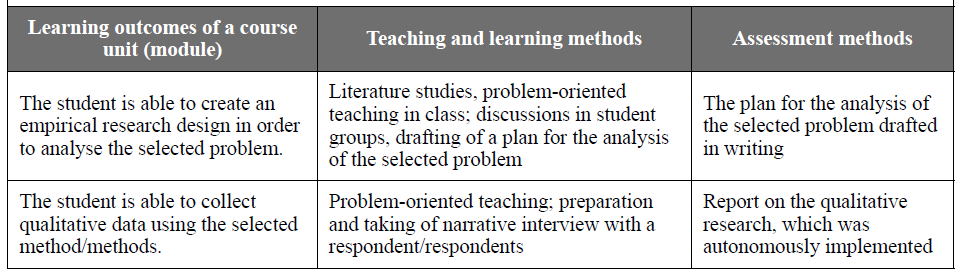 Learning outcomes of a course
unit (module)
Teaching and learning methods
Assessment methods
The student is able to create an
empirical research design in order
to analyse the selected problem.
Literature studies, problem-oriented
teaching in class; discussions in student
groups, drafting of a plan for the analysis
of the selected problem
The plan for the analysis of
the selected problem drafted
in writing
The student is able to collect
qualitative data using the selected
method/methods.
Problem-oriented teaching; preparation
and taking of narrative interview with a
respondent/respondents
Report on the qualitative
research, which was
autonomously implemented